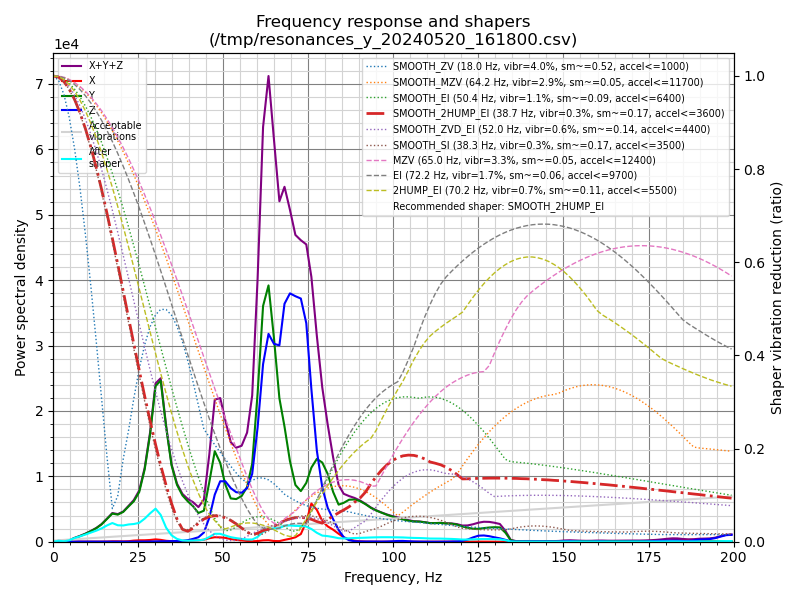 Frequency response and shapers
(/tmp/resonances_y_20240520_161800.csv)
1e4
X+Y+Z
X
Y
Z
Acceptable
vibrations
After
shaper
SMOOTH_ZV (18.0 Hz, vibr=4.0%, sm~=0.52, accel<=1000)
SMOOTH_MZV (64.2 Hz, vibr=2.9%, sm~=0.05, accel<=11700)
SMOOTH_EI (50.4 Hz, vibr=1.1%, sm~=0.09, accel<=6400)
SMOOTH_2HUMP_EI (38.7 Hz, vibr=0.3%, sm~=0.17, accel<=3600)
SMOOTH_ZVD_EI (52.0 Hz, vibr=0.6%, sm~=0.14, accel<=4400)
SMOOTH_SI (38.3 Hz, vibr=0.3%, sm~=0.17, accel<=3500)
MZV (65.0 Hz, vibr=3.3%, sm~=0.05, accel<=12400)
EI (72.2 Hz, vibr=1.7%, sm~=0.06, accel<=9700)
2HUMP_EI (70.2 Hz, vibr=0.7%, sm~=0.11, accel<=5500)
Recommended shaper: SMOOTH_2HUMP_EI
Power spectral density
7
6
5
4
3
2
1
0
1.0
0.8
0.6
0.4
0.2
0.0
Shaper vibration reduction (ratio)
0 25 50 75 100 125 150 175 200
Frequency, Hz